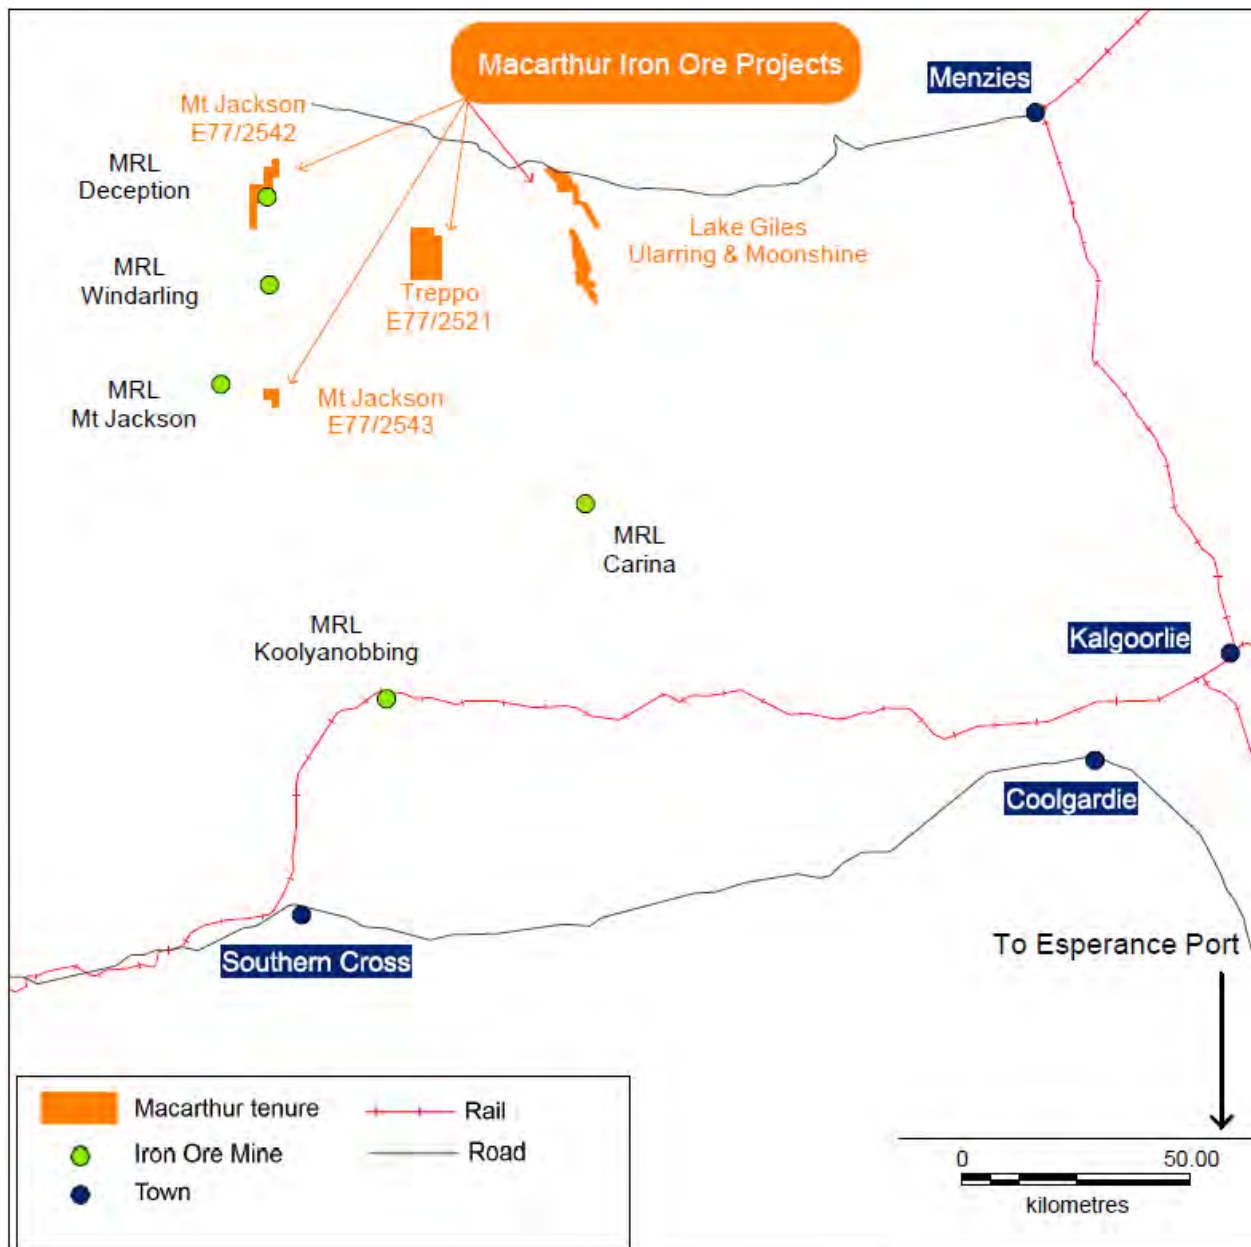 Macarthur Iron Ore Projects
Menzies
Mt Jackson
E77/2542
MRL
Deception
Lake Giles
Ularring & Moonshine
MRL
Windarling
Treppo
E77/2521
MRL
Mt Jackson
Mt Jackson
E77/2543
MRL
Carina
MRL
Koolyanobbing
Kalgoorlie
Coolgardie
Southern Cross
To Esperance Port
Macarthur tenure
Rail
Iron Ore Mine
Road
Town
0 50.00
kilometres